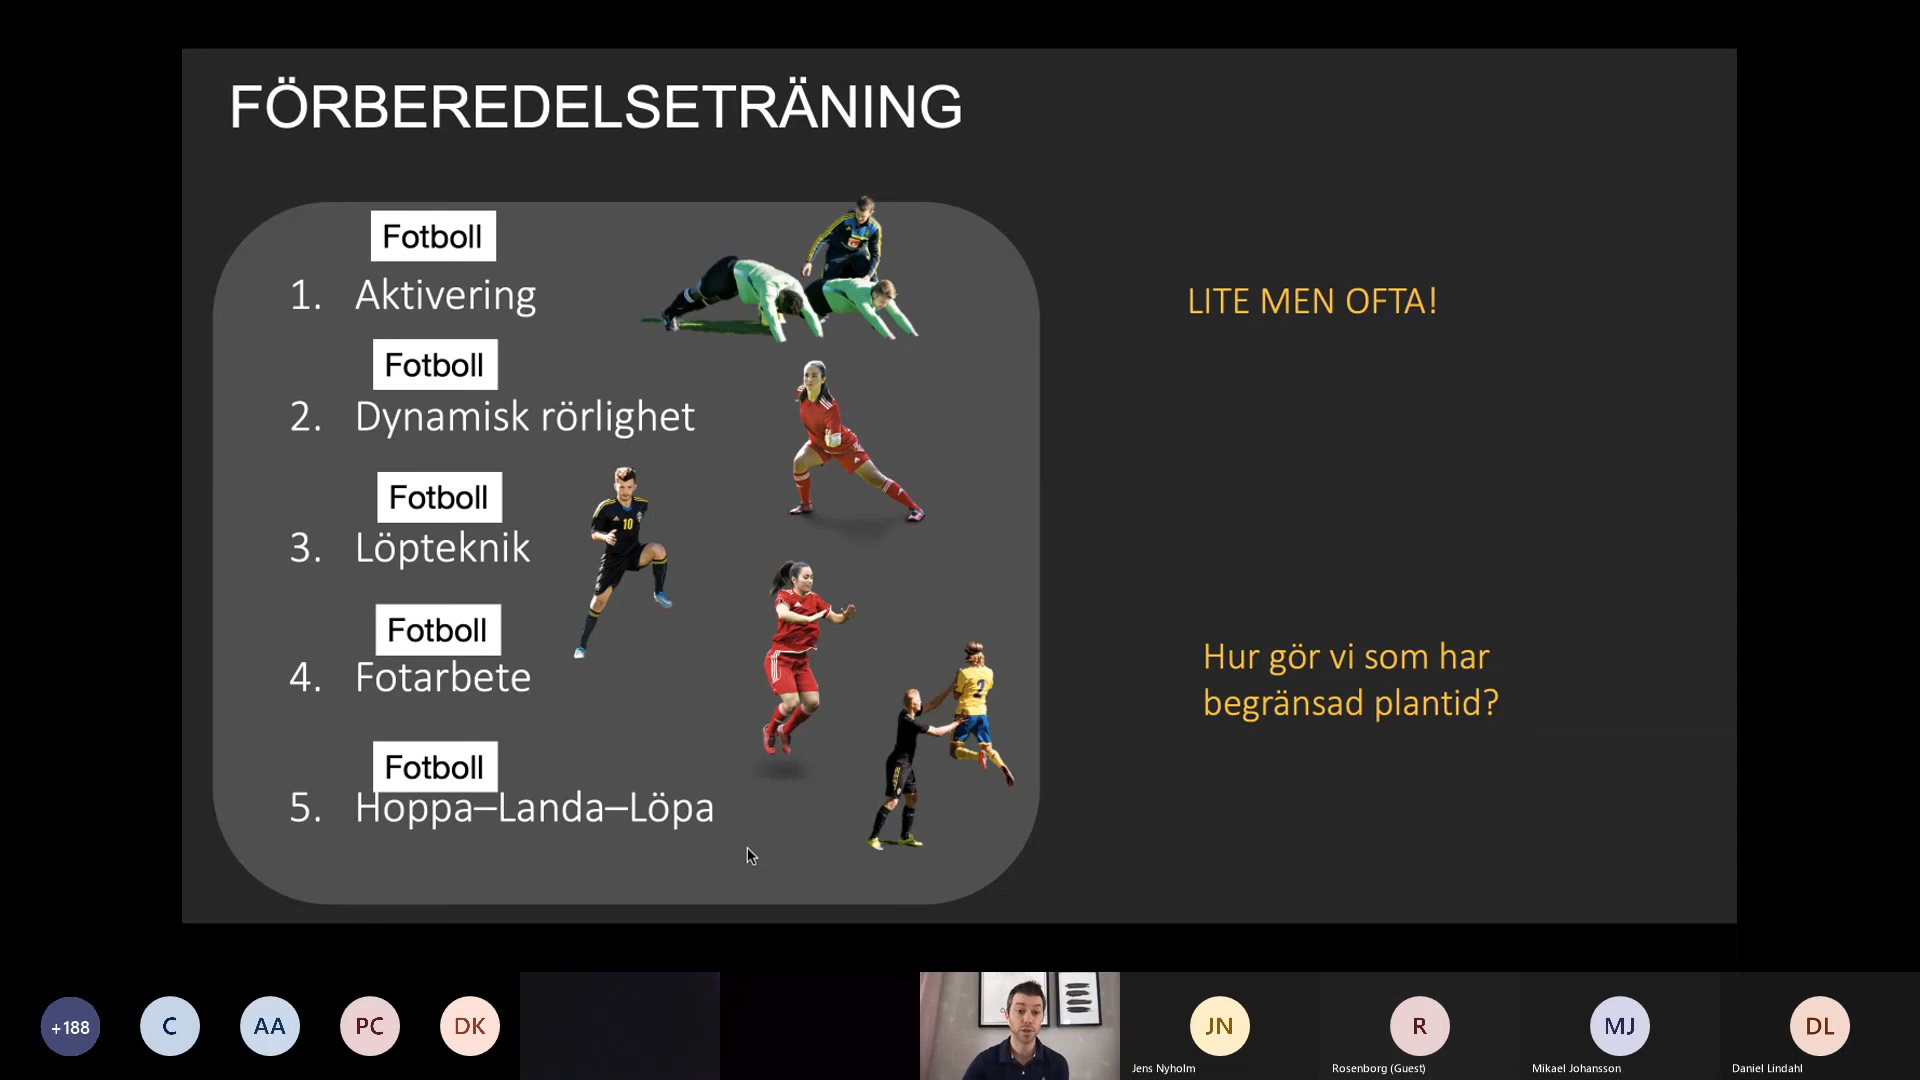 FÖRBEREDELSETRÄNING
Fotboll
1. Aktivering
Fotboll
2. Dynamisk rörlighet
Fotboll
3. Löpteknik
Fotboll
4. Fotarbete
Fotboll
5. Hoppa–Landa–Löpa
10
2
LITE MEN OFTA!
Hur gör vi som har
begränsad plantid?
+188
C
AA
PC
DK
JN
Jens Nyholm
R
Rosenborg (Guest)
MJ
Mikael Johansson
DL
Daniel Lindahl